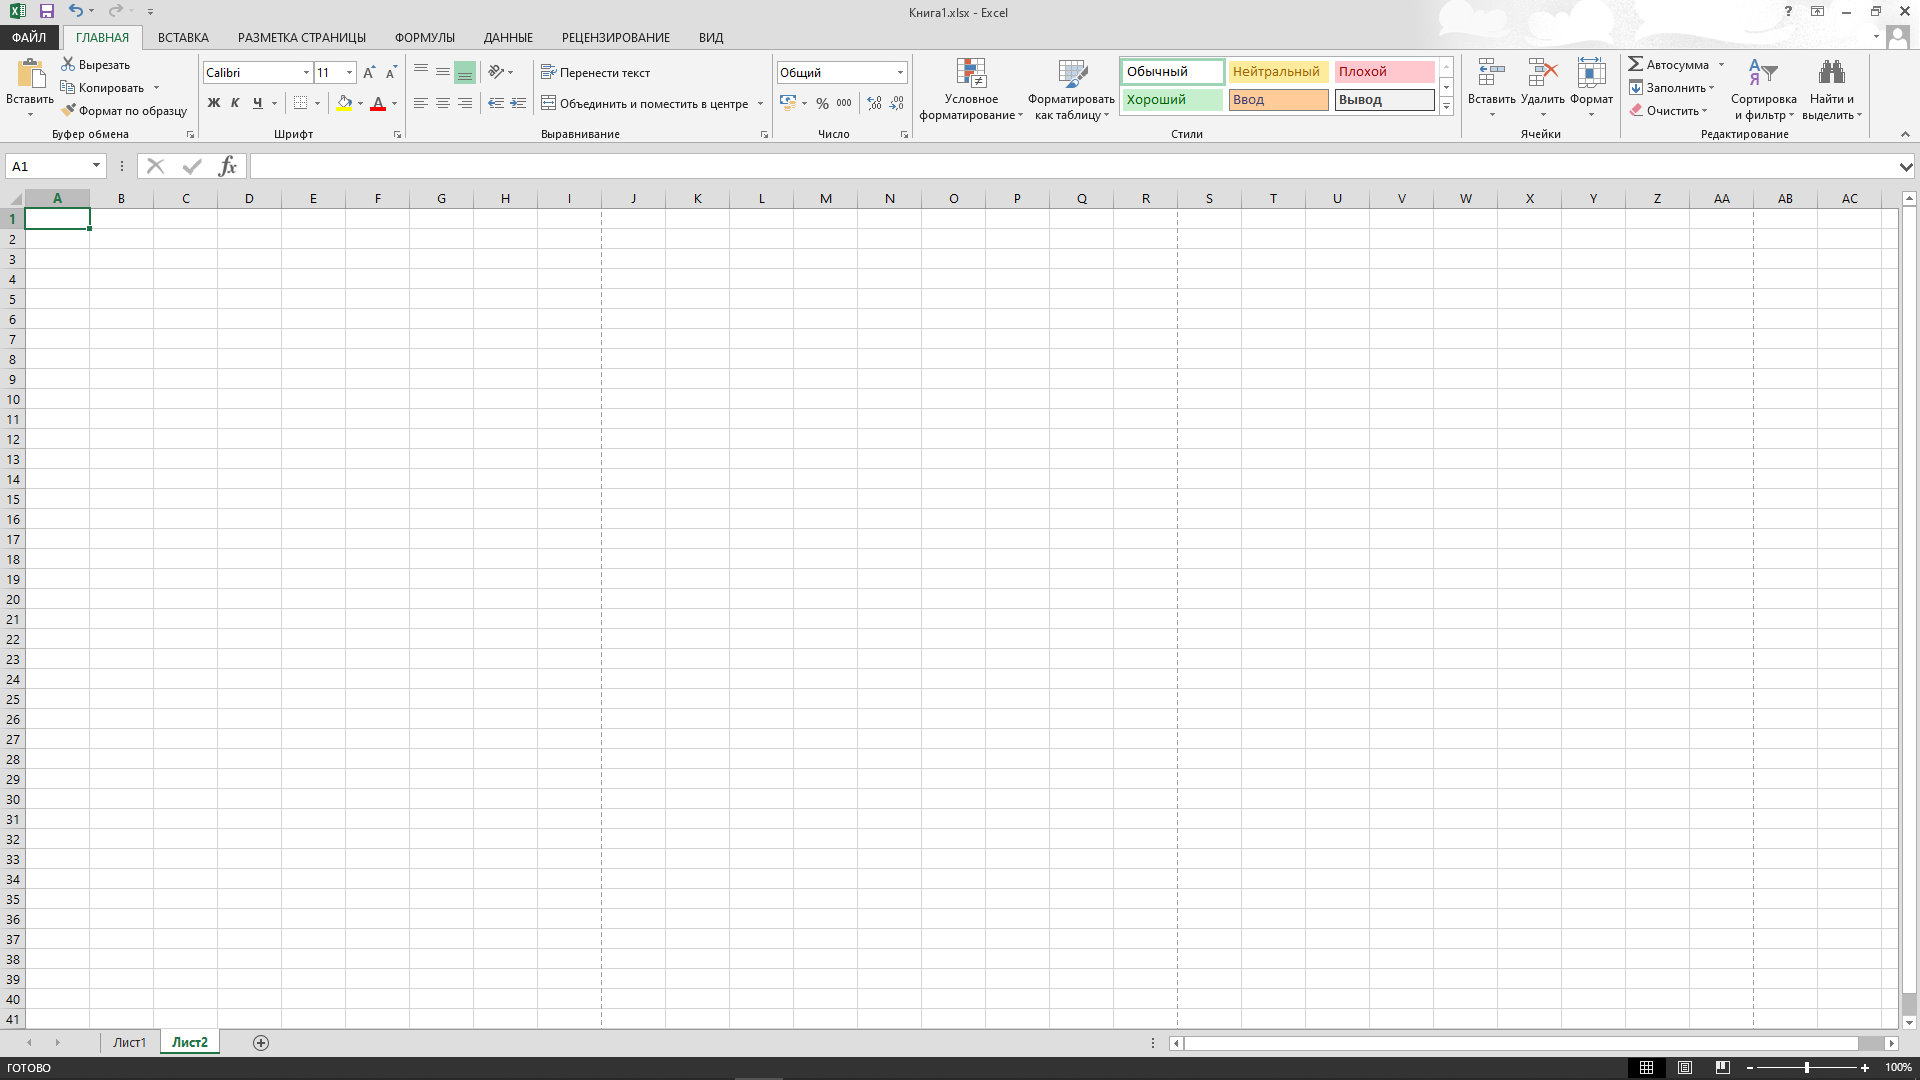 Книга1.xlsx - Excel
ФАЙЛ ГЛАВНАЯ ВСТАВКА РАЗМЕТКА СТРАНИЦЫ ФОРМУЛЫ ДАННЫЕ РЕЦЕНЗИРОВАНИЕ ВИД
Вставить
Вырезать
Копировать
Формат по образцу
Буфер обмена
Calibri 11
Ж К Ч
Шрифт
Перенести текст
Объединить и поместить в центре
Выравнивание
Общий
% 000
Число
Условное форматирование
Форматировать как таблицу
Обычный Нейтральный Плохой
Хороший Ввод Вывод
Стили
Вставить Удалить Формат
Ячейки
Автосумма
Заполнить
Очистить
Сортировка и фильтр
Найти и выделить
Редактирование
A1
fx
A B C D E F G H I J K L M N O P Q R S T U V W X Y Z AA AB AC
1
2
3
4
5
6
7
8
9
10
11
12
13
14
15
16
17
18
19
20
21
22
23
24
25
26
27
28
29
30
31
32
33
34
35
36
37
38
39
40
41
Лист1 Лист2
ГОТОВО
100%